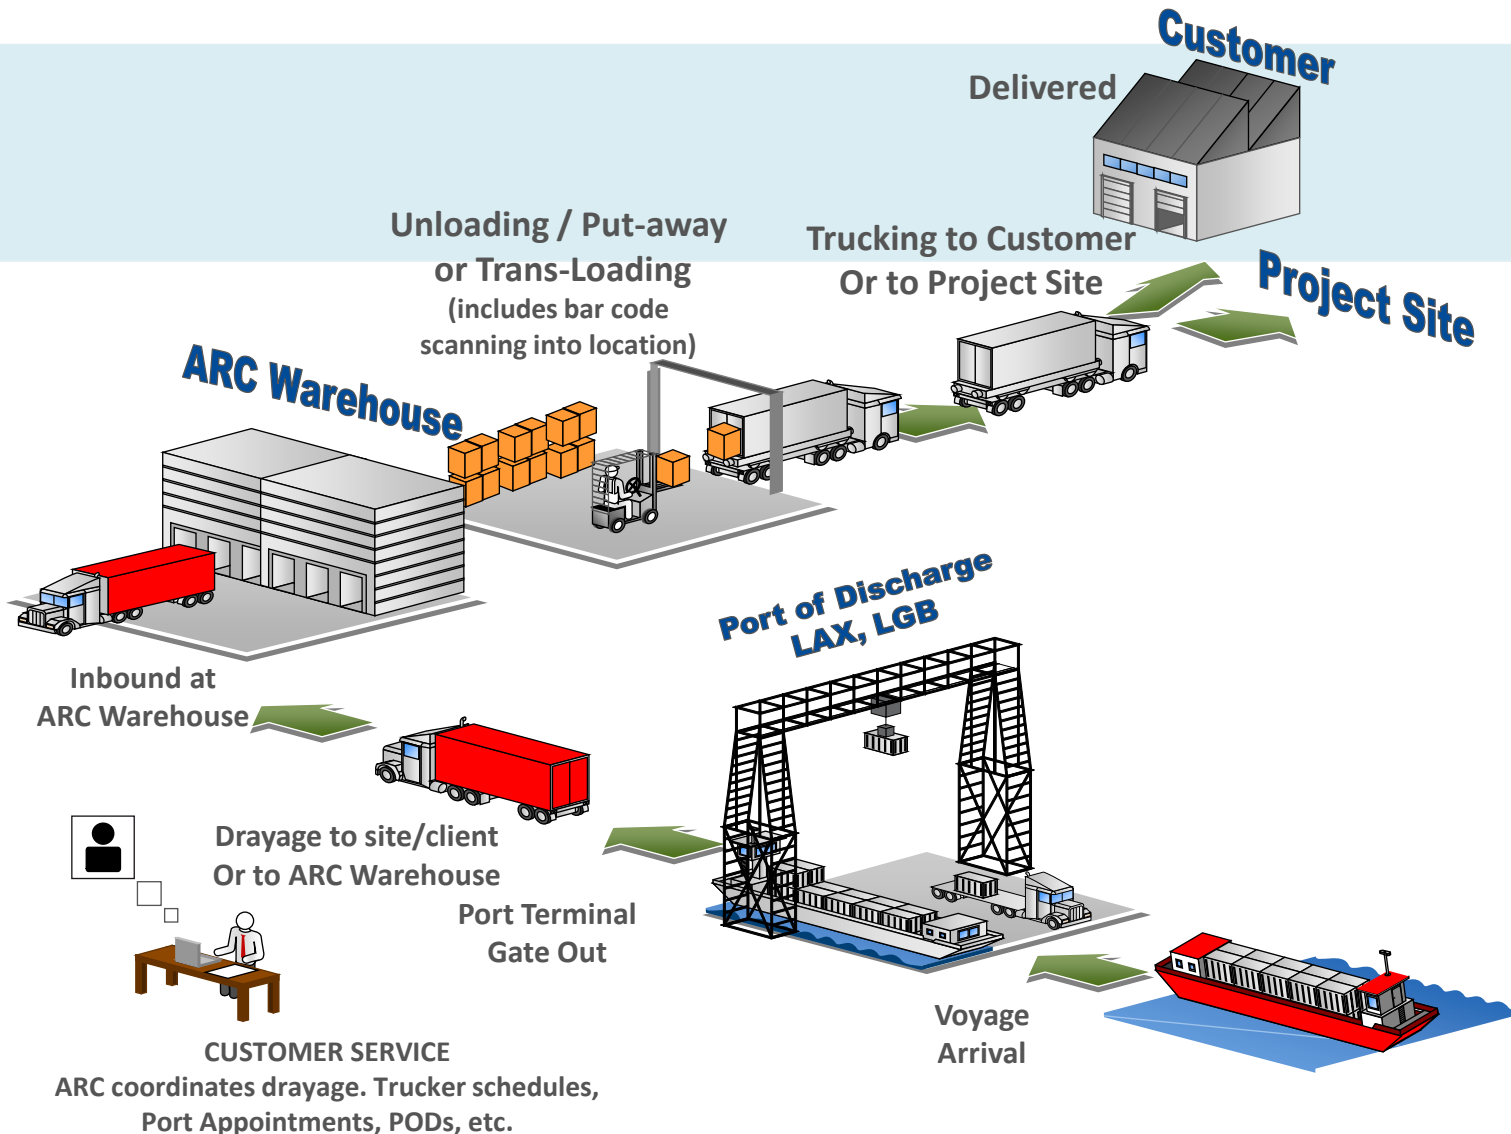 Customer
Delivered
Unloading / Put-away
or Trans-Loading
(includes bar code
scanning into location)
Trucking to Customer
Or to Project Site
Project Site
ARC Warehouse
Port of Discharge
LAX, LGB
Inbound at
ARC Warehouse
Drayage to site/client
Or to ARC Warehouse
Port Terminal
Gate Out
Voyage
Arrival
CUSTOMER SERVICE
ARC coordinates drayage. Trucker schedules,
Port Appointments, PODs, etc.